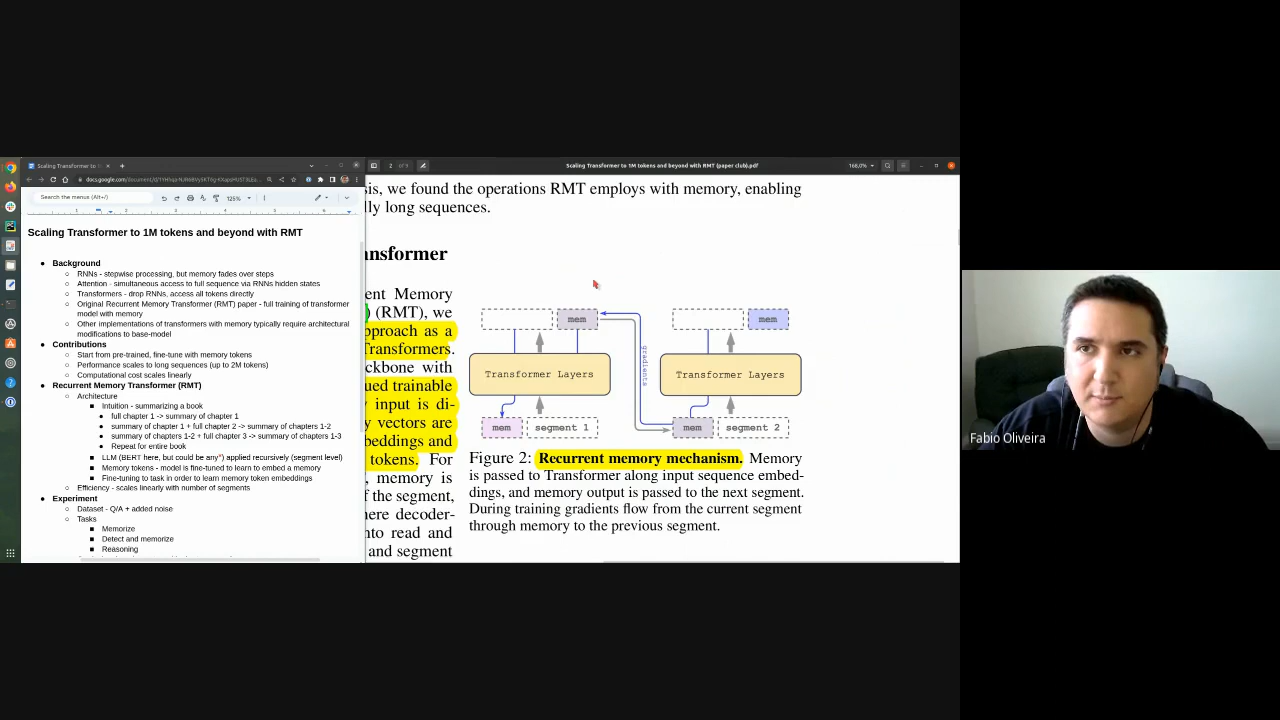 Scaling Transformer to
Search the menus (Alt+/)
125%
Scaling Transformer to 1M tokens and beyond with RMT
Background
RNNs - stepwise processing, but memory fades over steps
Attention - simultaneous access to full sequence via RNNs hidden states
Transformers - drop RNNs, access all tokens directly
Original Recurrent Memory Transformer (RMT) paper - full training of transformer
model with memory
Other implementations of transformers with memory typically require architectural
modifications to base-model
Contributions
Start from pre-trained, fine-tune with memory tokens
Performance scales to long sequences (up to 2M tokens)
Computational cost scales linearly
Recurrent Memory Transformer (RMT)
Architecture
Intuition - summarizing a book
full chapter 1 -> summary of chapter 1
summary of chapter 1 + full chapter 2 -> summary of chapters 1-2
summary of chapters 1-2 + full chapter 3 -> summary of chapters 1-3
Repeat for entire book
LLM (BERT here, but could be any*) applied recursively (segment level)
Memory tokens - model is fine-tuned to learn to embed a memory
Fine-tuning to task in order to learn memory token embeddings
Efficiency - scales linearly with number of segments
Experiment
Dataset - Q/A + added noise
Tasks
Memorize
Detect and memorize
Reasoning
2
Scaling Transformer to 1M tokens and beyond with RMT (paper club).pdf
168,0%
sis, we found the operations RMT employs with memory, enabling
lly long sequences.
ansformer
ent Memory
(RMT), we
pproach as a
Transformers.
ckbone with
ued trainable
y input is di-
y vectors are
beddings and
tokens. For
, memory is
f the segment,
here decoder-
nto read and
and segment
mem
mem
gradients
Transformer Layers
Transformer Layers
mem
segment 1
mem
segment 2
Figure 2: Recurrent memory mechanism. Memory
is passed to Transformer along input sequence embed-
dings, and memory output is passed to the next segment.
During training gradients flow from the current segment
through memory to the previous segment.
Fabio Oliveira